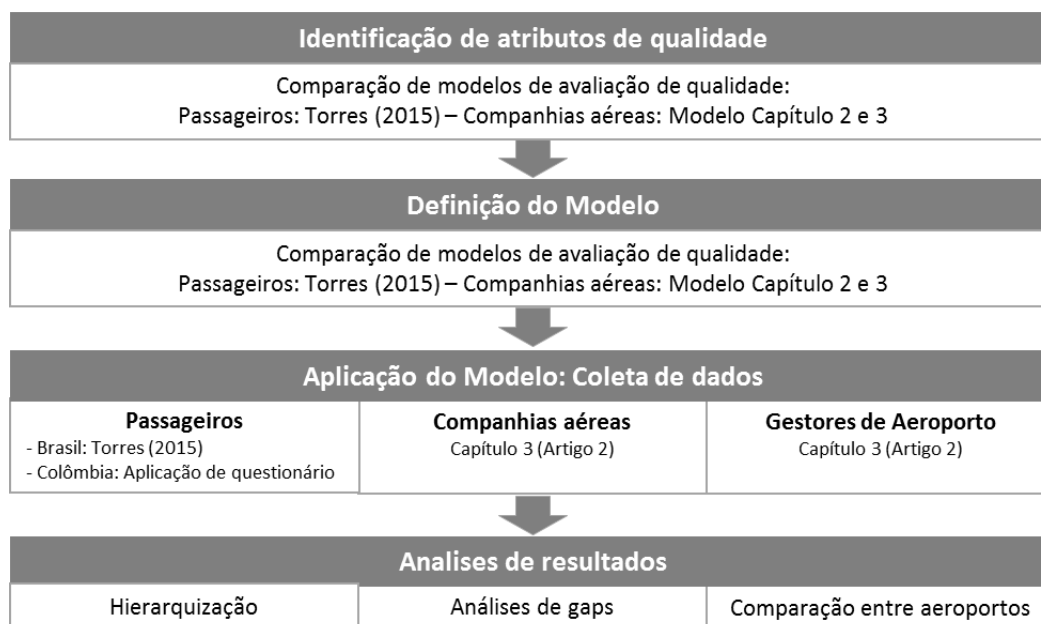 Identificação de atributos de qualidade
Comparação de modelos de avaliação de qualidade:
Passageiros: Torres (2015) – Companhias aéreas: Modelo Capítulo 2 e 3
Definição do Modelo
Comparação de modelos de avaliação de qualidade:
Passageiros: Torres (2015) – Companhias aéreas: Modelo Capítulo 2 e 3
Aplicação do Modelo: Coleta de dados
Passageiros
- Brasil: Torres (2015)
- Colômbia: Aplicação de questionário
Companhias aéreas
Capítulo 3 (Artigo 2)
Gestores de Aeroporto
Capítulo 3 (Artigo 2)
Analises de resultados
Hierarquização
Análises de gaps
Comparação entre aeroportos